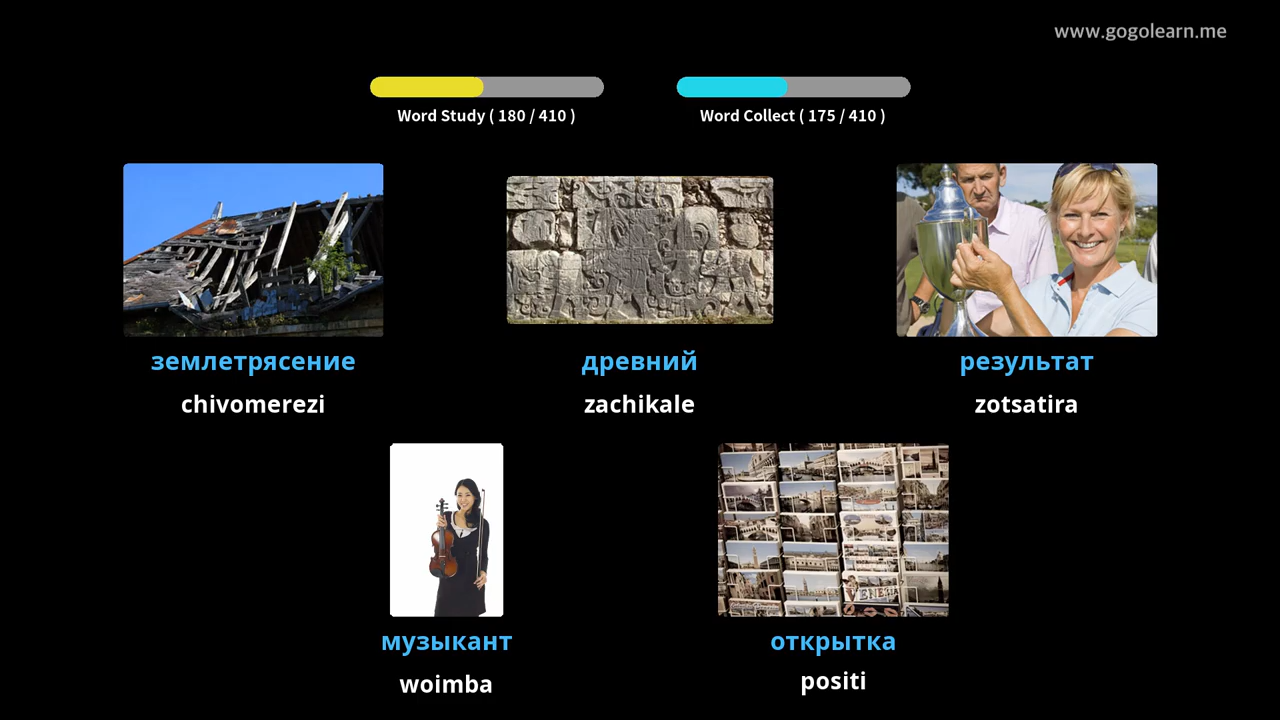 www.gogolearn.me
Word Study ( 180 / 410 )
Word Collect ( 175 / 410 )
землетрясение
chivomerezi
древний
zachikale
результат
zotsatira
музыкант
woimba
открытка
positi